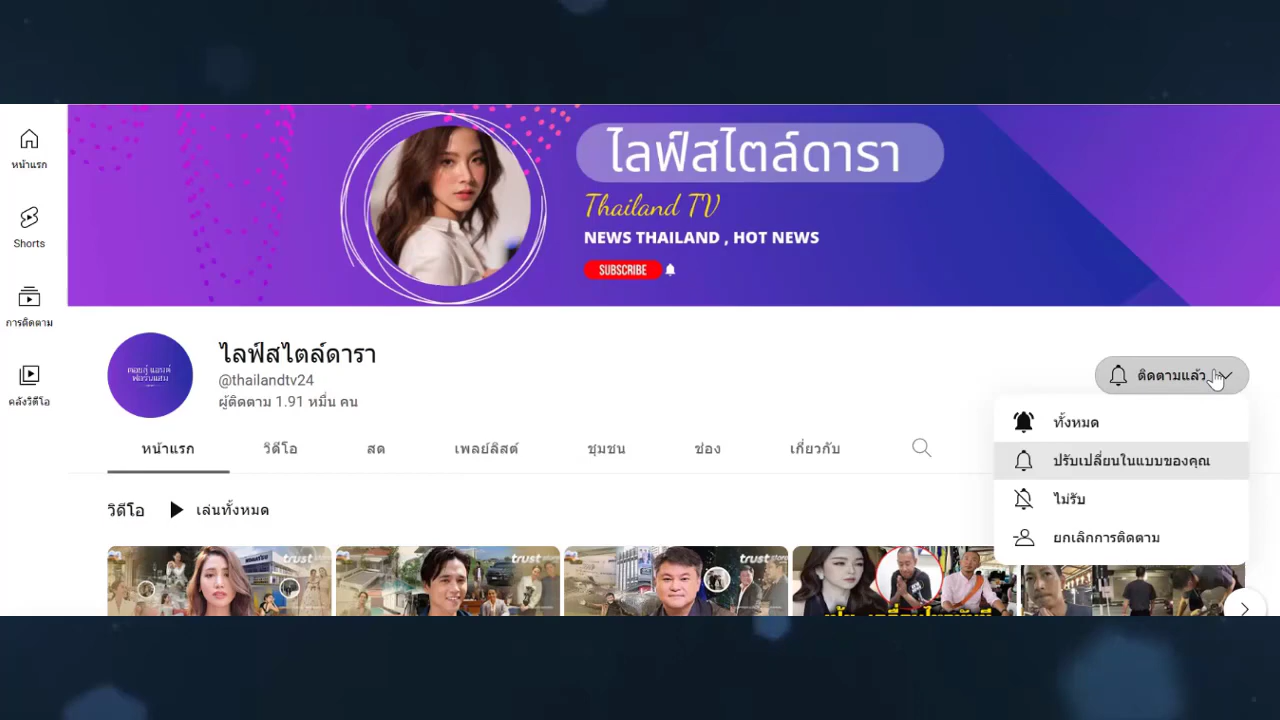 ไลฟ์สไตล์ดารา
Thailand TV
NEWS THAILAND , HOT NEWS
SUBSCRIBE
หน้าแรก
Shorts
การติดตาม
คลังวิดีโอ
ไลฟ์สไตล์ดารา
@thailandtv24
ผู้ติดตาม 1.91 หมื่น คน
ติดตามแล้ว
ทั้งหมด
ปรับเปลี่ยนในแบบของคุณ
ไม่รับ
ยกเลิกการติดตาม
หน้าแรก วิดีโอ สด เพลย์ลิสต์ ชุมชน ช่อง เกี่ยวกับ
วิดีโอ เล่นทั้งหมด
trust
trust
trust